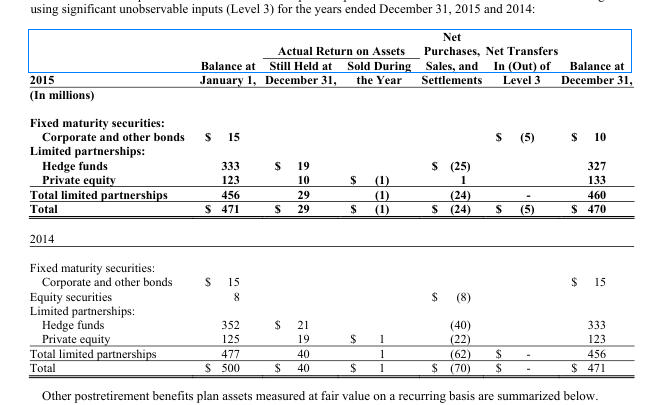 using significant unobservable inputs (Level 3) for the years ended December 31, 2015 and 2014:
Net
Actual Return on Assets Purchases, Net Transfers
Balance at Still Held at Sold During Sales, and In (Out) of Balance at
2015 January 1, December 31, the Year Settlements Level 3 December 31,
(In millions)
Fixed maturity securities:
Corporate and other bonds $ 15 $ (5) $ 10
Limited partnerships:
Hedge funds 333 $ 19 $ (25) 327
Private equity 123 10 $ (1) 1 133
Total limited partnerships 456 29 (1) (24) - 460
Total $ 471 $ 29 $ (1) $ (24) $ (5) $ 470
2014
Fixed maturity securities:
Corporate and other bonds $ 15 $ 15
Equity securities 8 $ (8)
Limited partnerships:
Hedge funds 352 $ 21 (40) 333
Private equity 125 19 $ 1 (22) 123
Total limited partnerships 477 40 1 (62) $ - 456
Total $ 500 $ 40 $ 1 $ (70) $ - $ 471
Other postretirement benefits plan assets measured at fair value on a recurring basis are summarized below.